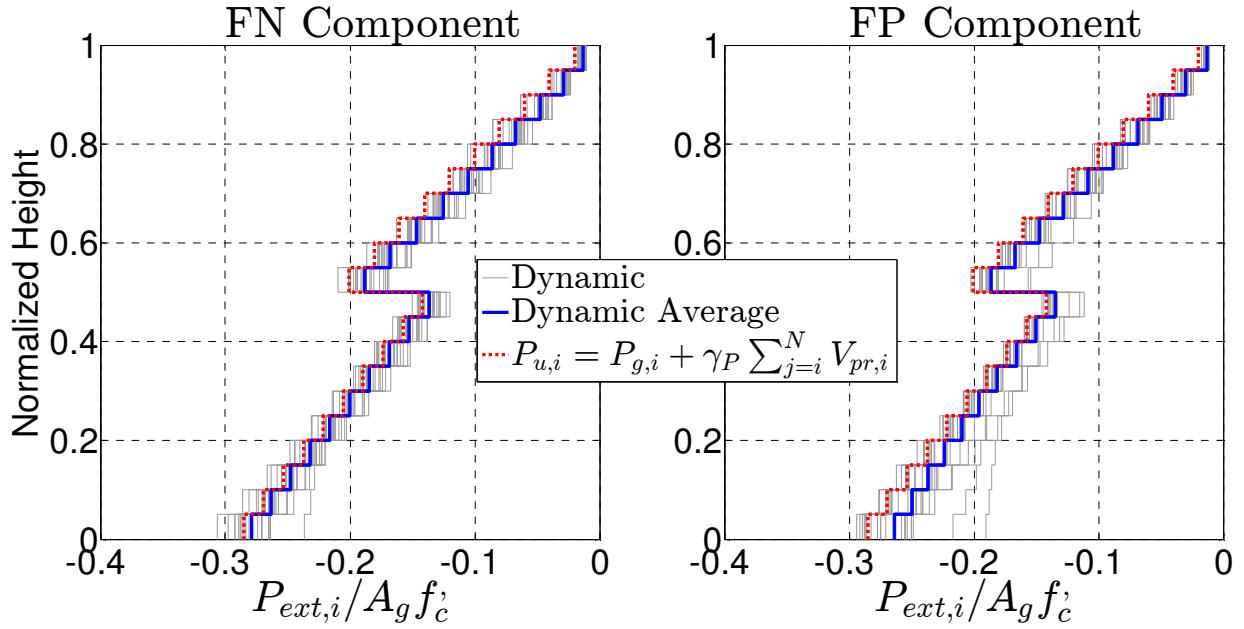 FN Component
FP Component
Normalized Height
1
0.8
0.6
0.4
0.2
0
-0.4
-0.3
-0.2
-0.1
0
P_{ext,i}/A_g f_c^,
1
0.8
0.6
0.4
0.2
0
-0.4
-0.3
-0.2
-0.1
0
P_{ext,i}/A_g f_c^,
Dynamic
Dynamic Average
P_{u,i} = P_{g,i} + γ_P ∑_{j=i}^{N} V_{pr,i}